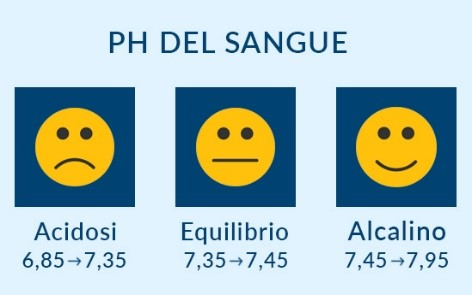 PH DEL SANGUE
Acidosi
6,85→7,35
Equilibrio
7,35→7,45
Alcalino
7,45→7,95